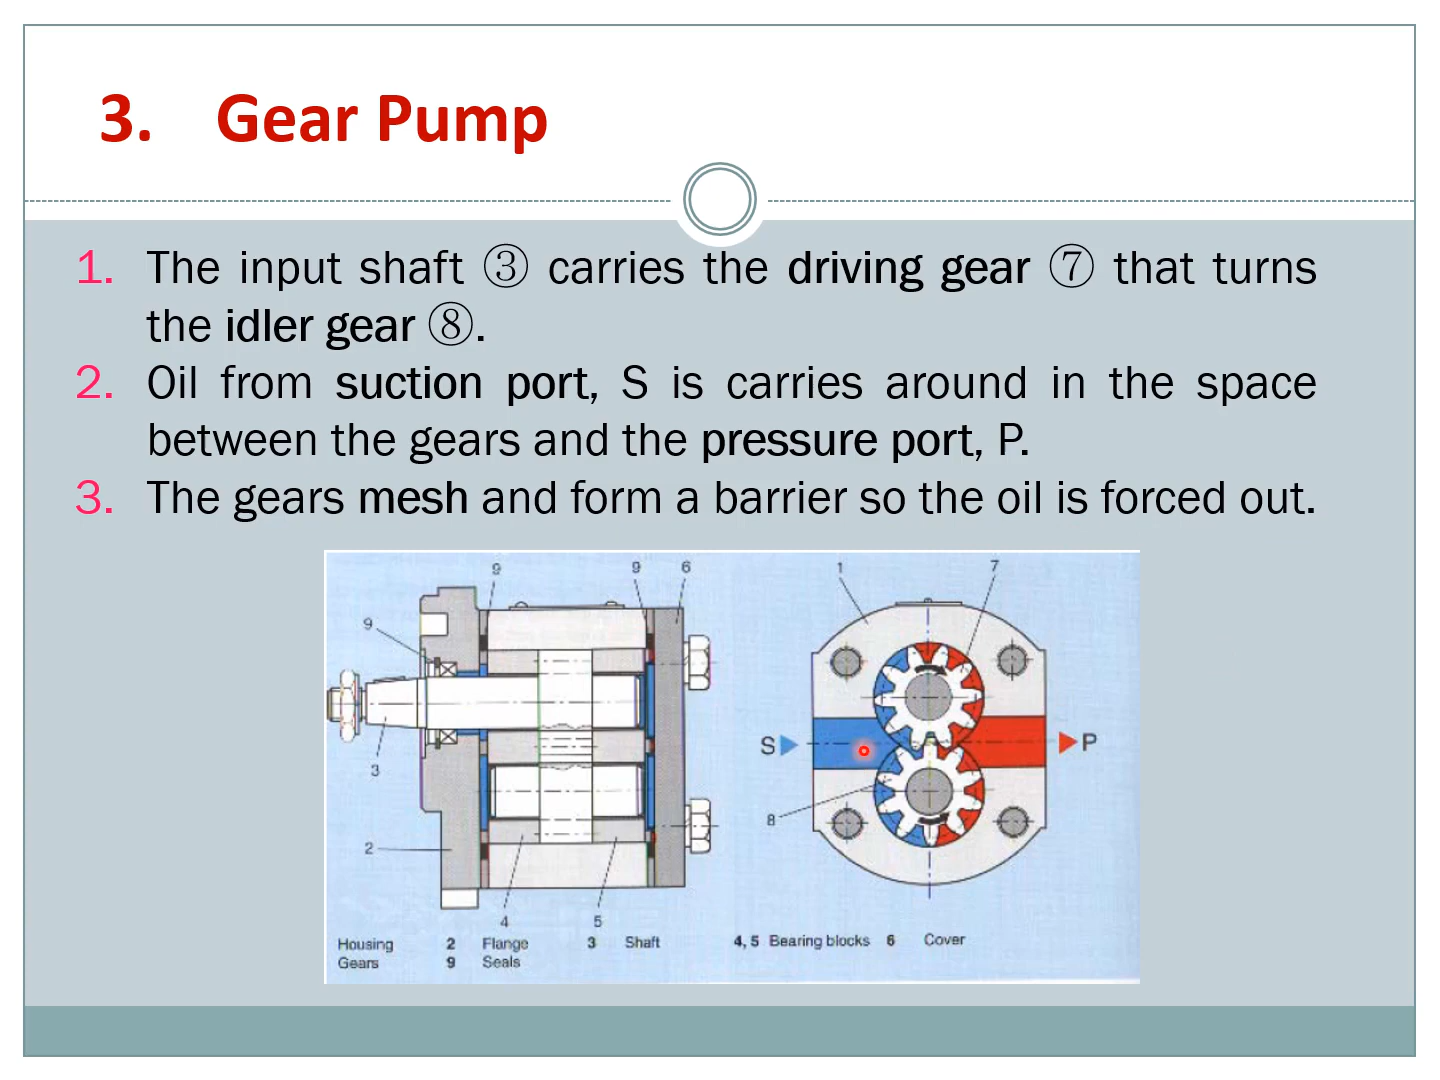 3. Gear Pump
1. The input shaft ③ carries the driving gear ⑦ that turns
the idler gear ⑧.
2. Oil from suction port, S is carries around in the space
between the gears and the pressure port, P.
3. The gears mesh and form a barrier so the oil is forced out.
9 9 6 1 7
9
S P
3
8
2
4 5
Housing 2 Flange 3 Shaft 4, 5 Bearing blocks 6 Cover
Gears 9 Seals